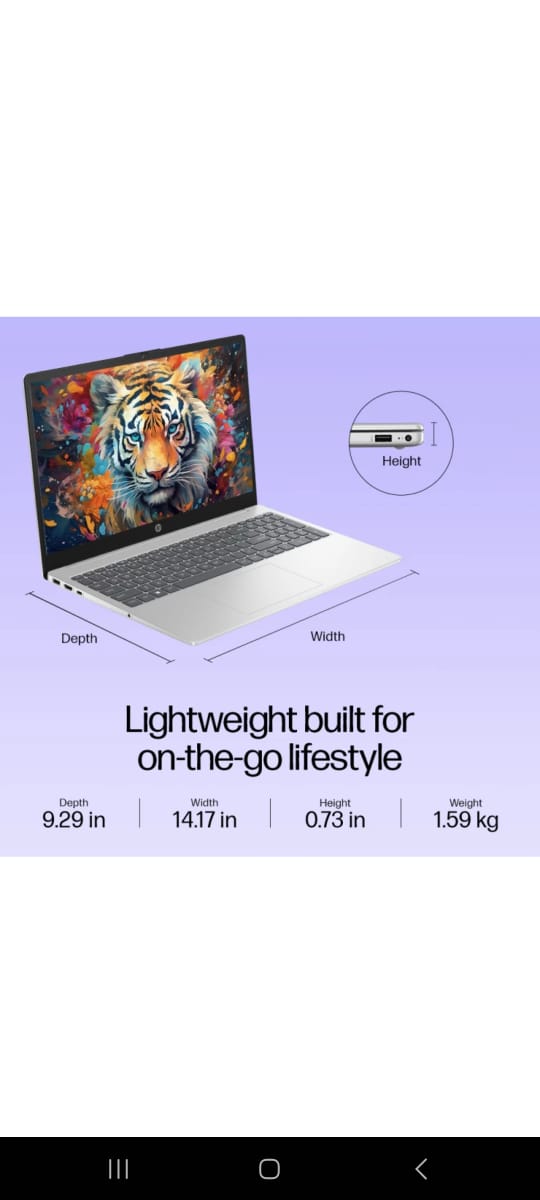 hp
Height
Depth
Width
Lightweight built for
on-the-go lifestyle
Depth
9.29 in
Width
14.17 in
Height
0.73 in
Weight
1.59 kg